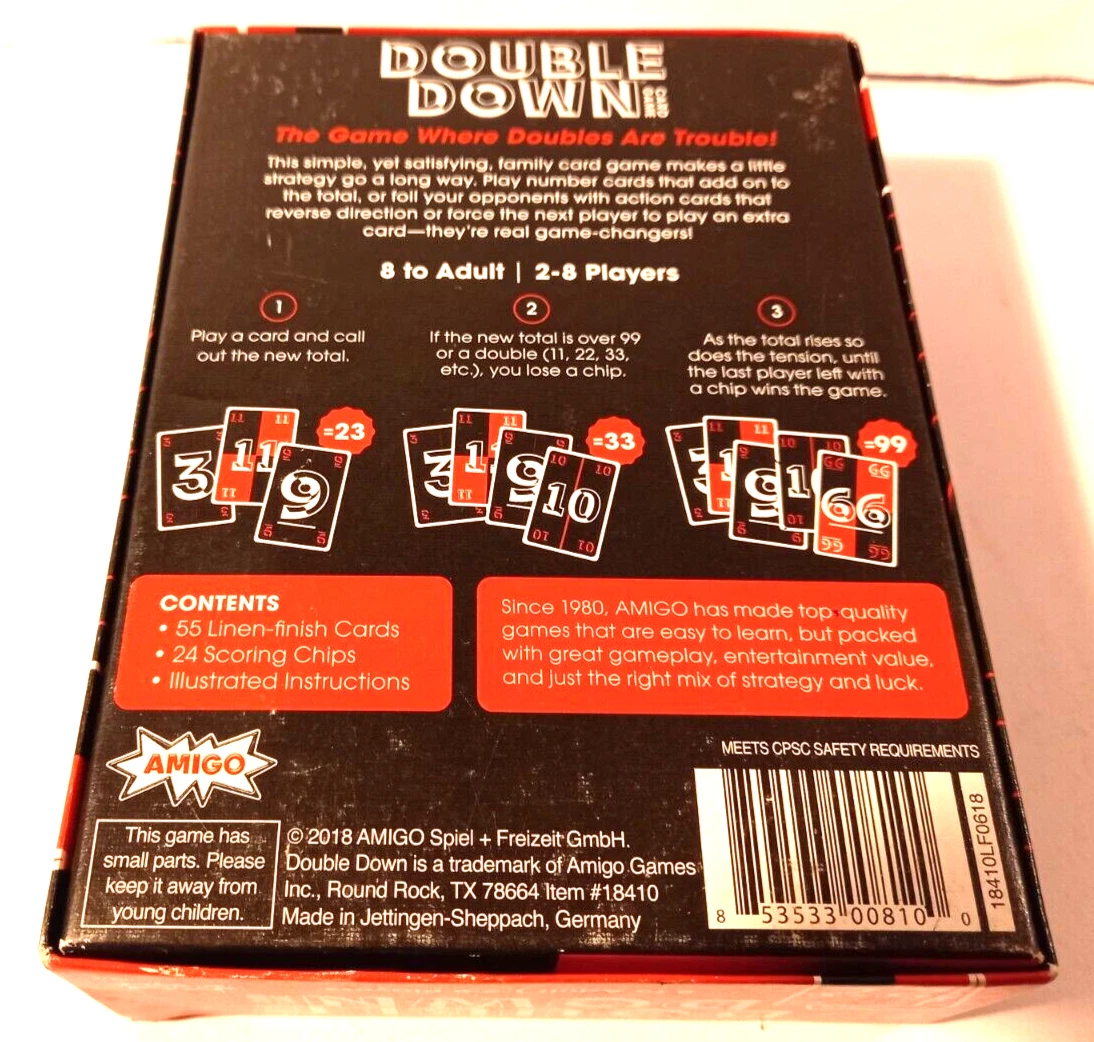 DOUBLE
DOWN
CARD
GAME
The Game Where Doubles Are Trouble!
This simple, yet satisfying, family card game makes a little
strategy go a long way. Play number cards that add on to
the total, or foil your opponents with action cards that
reverse direction or force the next player to play an extra
card—they're real game-changers!
8 to Adult | 2-8 Players
1
Play a card and call
out the new total.
2
If the new total is over 99
or a double (11, 22, 33,
etc.), you lose a chip.
3
As the total rises so
does the tension, until
the last player left with
a chip wins the game.
3 11 9 =23
3 11 9 10 =33
3 11 9 10 66 =99
CONTENTS
• 55 Linen-finish Cards
• 24 Scoring Chips
• Illustrated Instructions
Since 1980, AMIGO has made top quality
games that are easy to learn, but packed
with great gameplay, entertainment value,
and just the right mix of strategy and luck.
AMIGO
This game has
small parts. Please
keep it away from
young children.
© 2018 AMIGO Spiel + Freizeit GmbH.
Double Down is a trademark of Amigo Games
Inc., Round Rock, TX 78664 Item #18410
Made in Jettingen-Sheppach, Germany
MEETS CPSC SAFETY REQUIREMENTS
8 53533 00810 0
18410LF0618